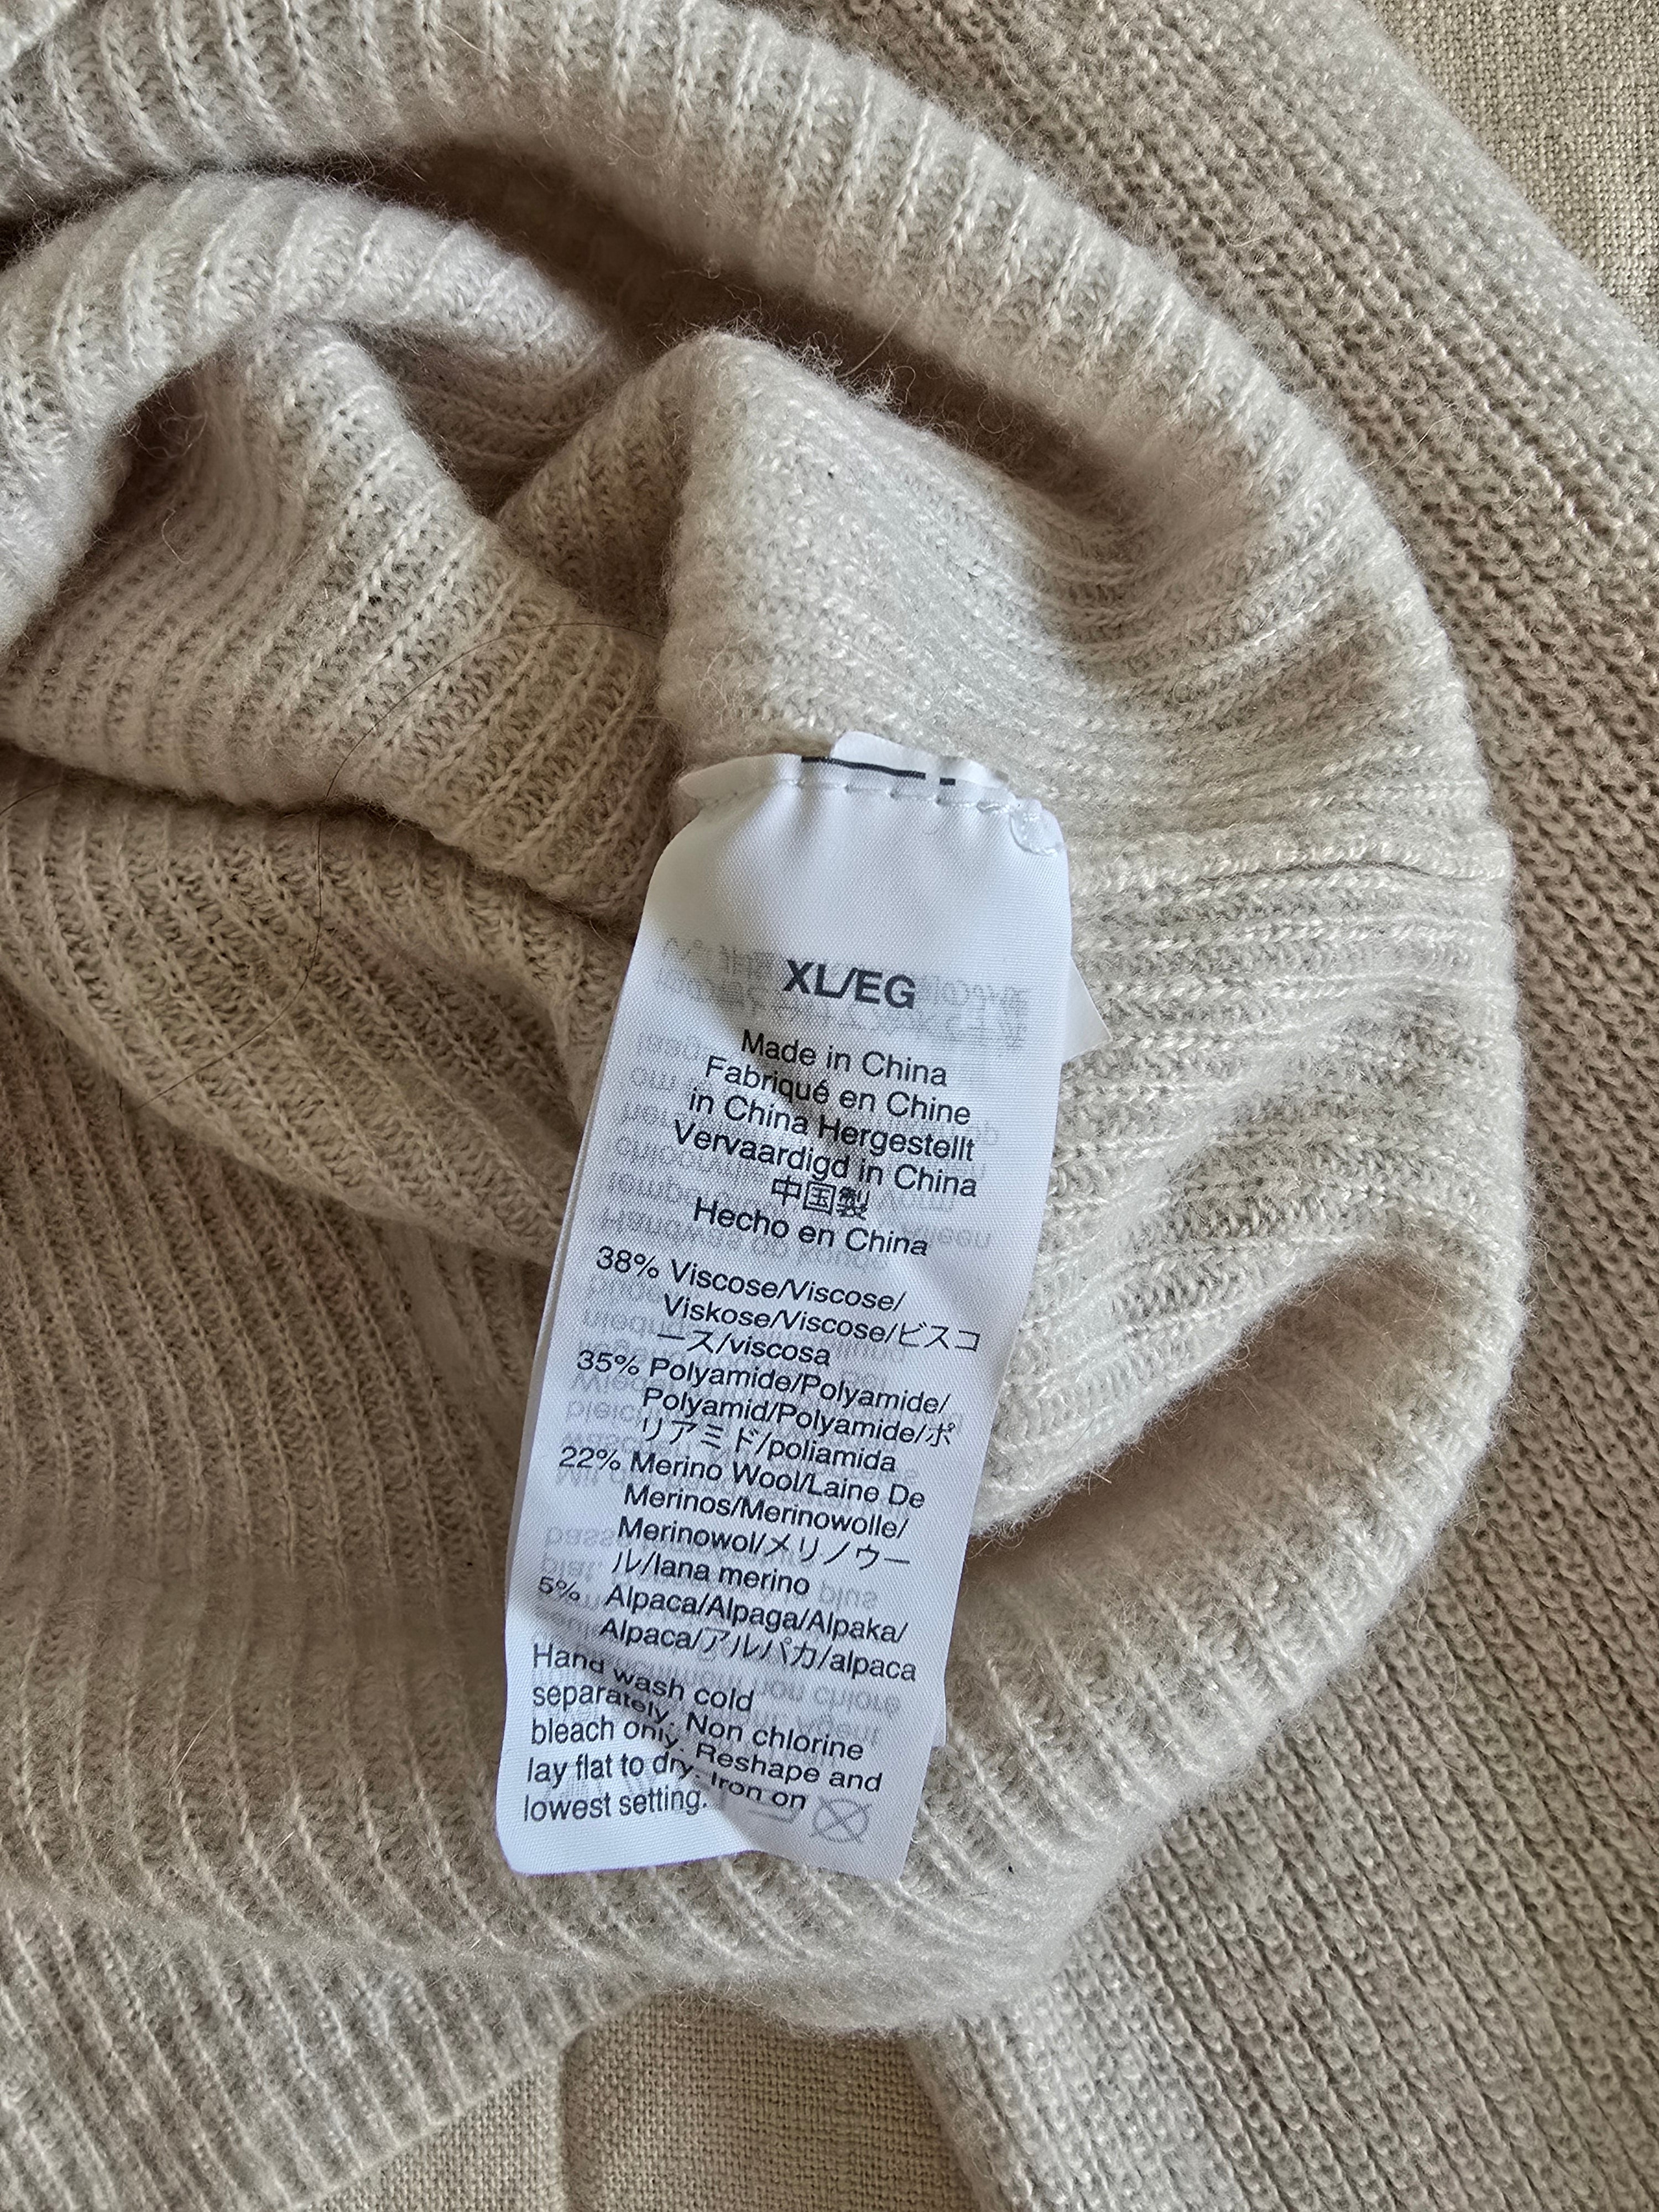 XL/EG
Made in China
Fabriqué en Chine
in China Hergestellt
Vervaardigd in China
中国製
Hecho en China
38% Viscose/Viscose/
Viskose/Viscose/ビスコ
ース/viscosa
35% Polyamide/Polyamide/
Polyamid/Polyamide/ポ
リアミド/poliamida
22% Merino Wool/Laine De
Merinos/Merinowolle/
Merinowol/メリノウー
ル/lana merino
5% Alpaca/Alpaga/Alpaka/
Alpaca/アルパカ/alpaca
Hand wash cold
separately. Non chlorine
bleach only. Reshape and
lay flat to dry. Iron on
lowest setting.